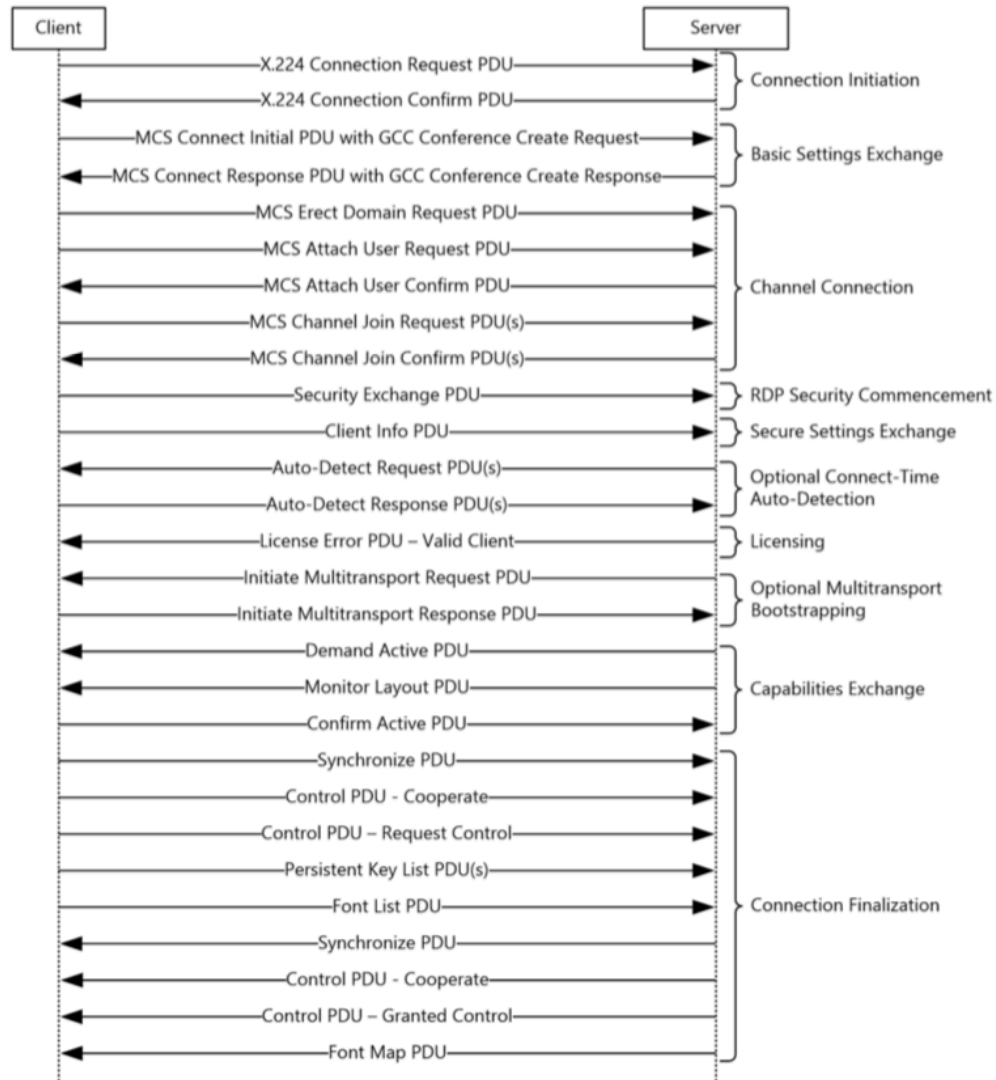 Client
Server
X.224 Connection Request PDU
Connection Initiation
X.224 Connection Confirm PDU
MCS Connect Initial PDU with GCC Conference Create Request
Basic Settings Exchange
MCS Connect Response PDU with GCC Conference Create Response
MCS Erect Domain Request PDU
MCS Attach User Request PDU
MCS Attach User Confirm PDU
Channel Connection
MCS Channel Join Request PDU(s)
MCS Channel Join Confirm PDU(s)
Security Exchange PDU
RDP Security Commencement
Client Info PDU
Secure Settings Exchange
Auto-Detect Request PDU(s)
Optional Connect-Time
Auto-Detection
Auto-Detect Response PDU(s)
License Error PDU – Valid Client
Licensing
Initiate Multitransport Request PDU
Optional Multitransport
Bootstrapping
Initiate Multitransport Response PDU
Demand Active PDU
Monitor Layout PDU
Capabilities Exchange
Confirm Active PDU
Synchronize PDU
Control PDU - Cooperate
Control PDU – Request Control
Persistent Key List PDU(s)
Font List PDU
Connection Finalization
Synchronize PDU
Control PDU - Cooperate
Control PDU – Granted Control
Font Map PDU